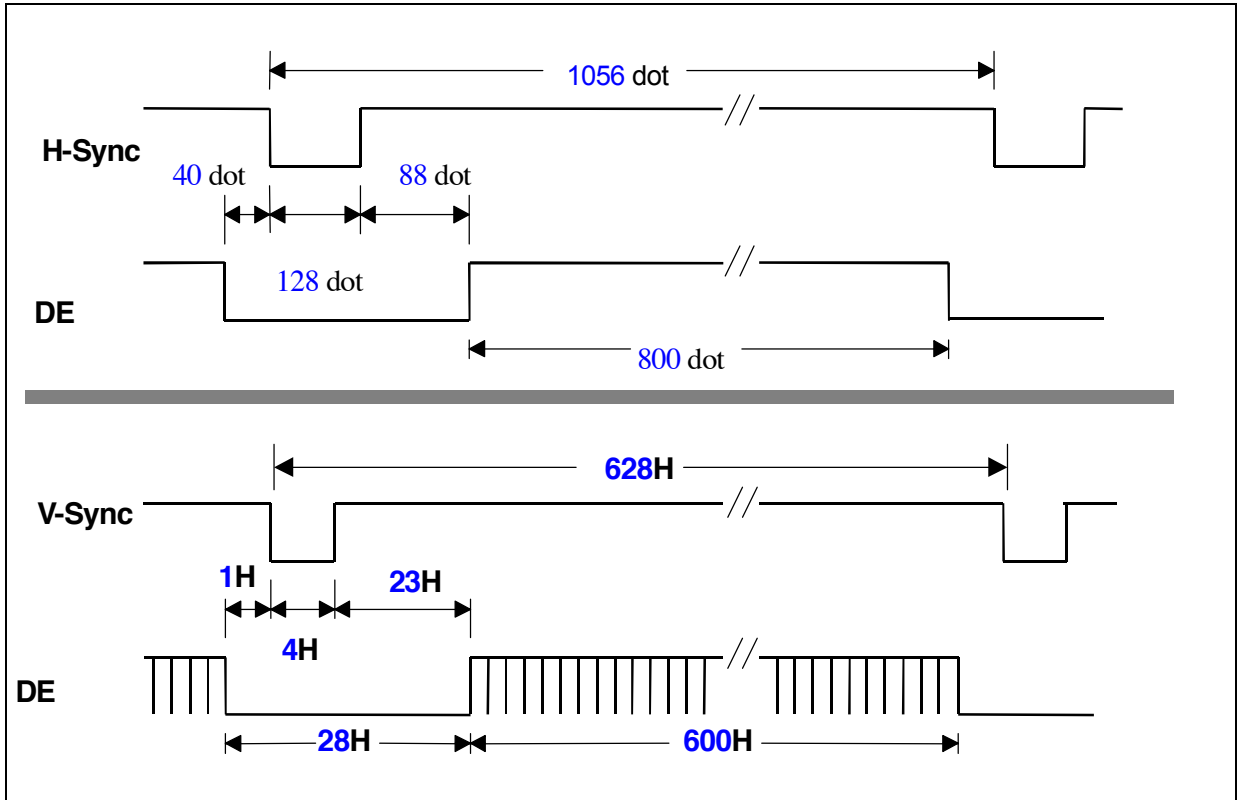 1056 dot
H-Sync
40 dot
88 dot
128 dot
DE
800 dot
628H
V-Sync
1H
23H
4H
DE
28H
600H